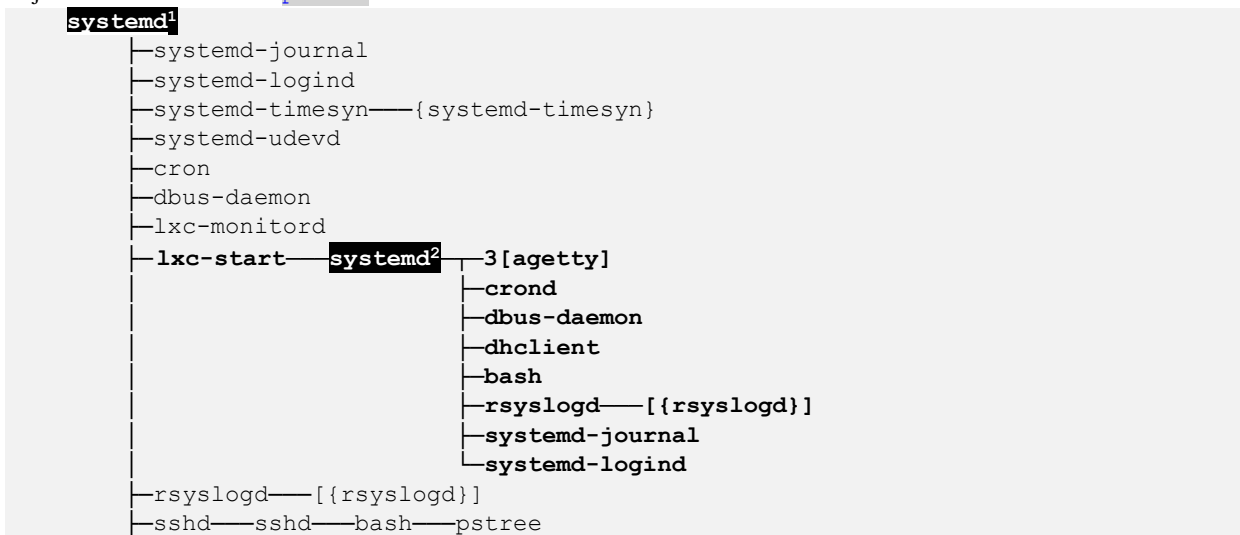 systemd¹
├─systemd-journal
├─systemd-logind
├─systemd-timesyn───{systemd-timesyn}
├─systemd-udevd
├─cron
├─dbus-daemon
├─lxc-monitord
├─lxc-start───systemd²─┬─3[agetty]
│ ├─crond
│ ├─dbus-daemon
│ ├─dhclient
│ ├─bash
│ ├─rsyslogd───[{rsyslogd}]
│ ├─systemd-journal
│ └─systemd-logind
├─rsyslogd───[{rsyslogd}]
├─sshd───sshd───bash───pstree